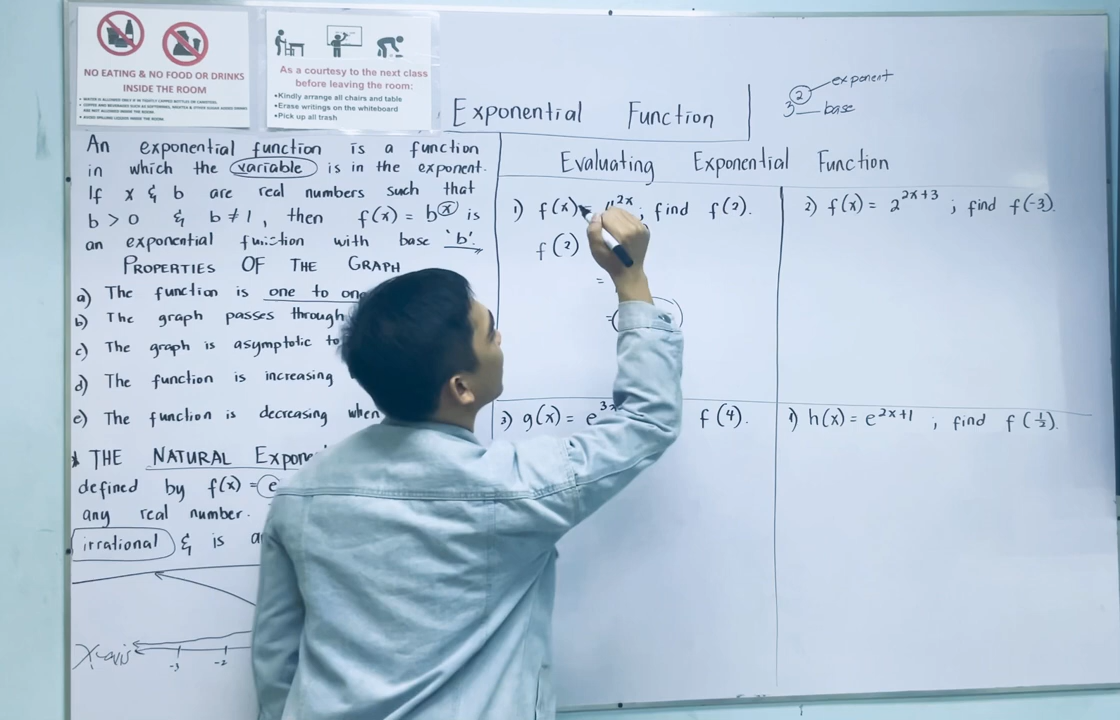 NO EATING & NO FOOD OR DRINKS
INSIDE THE ROOM
As a courtesy to the next class
before leaving the room:
•Kindly arrange all chairs and table
•Erase writings on the whiteboard
•Pick up all trash
Exponential Function
3² exponent
base
An exponential function is a function
in which the variable is in the exponent.
If x & b are real numbers such that
b > 0 & b ≠ 1, then f(x) = bˣ is
an exponential function with base 'b'.
PROPERTIES OF THE GRAPH
a) The function is one to one
b) The graph passes through
c) The graph is asymptotic to
d) The function is increasing
e) The function is decreasing when
* THE NATURAL
defined by f(x) = e
any real number.
irrational & is
X-axis
-3 -2
Evaluating Exponential Function
1) f(x) = 2x ; find f(2).
f(2)
=
=
2) f(x) = 2^(2x+3) ; find f(-3).
3) g(x) = e f(4).
4) h(x) = e^(2x+1) ; find f(½).